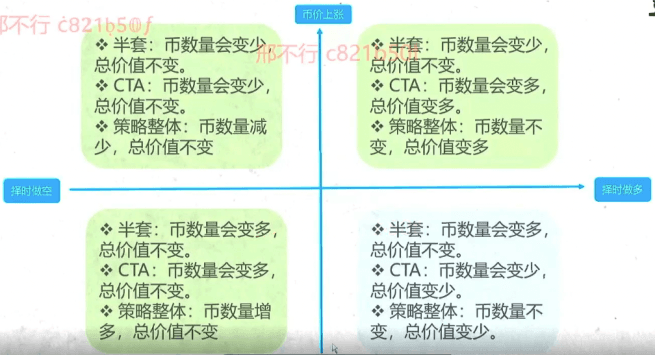 币价上涨
邢不行 c821b50f
邢不行 c821b50f
❖ 半套：币数量会变少，
总价值不变。
❖ CTA：币数量会变少，
总价值不变。
❖ 策略整体：币数量减
少，总价值不变
❖ 半套：币数量会变少，
总价值不变。
❖ CTA：币数量会变多，
总价值变多。
❖ 策略整体：币数量不
变，总价值变多
择时做空
择时做多
❖ 半套：币数量会变多，
总价值不变。
❖ CTA：币数量会变多，
总价值不变。
❖ 策略整体：币数量增
多，总价值不变
❖ 半套：币数量会变多，
总价值不变。
❖ CTA：币数量会变少，
总价值变少。
❖ 策略整体：币数量不
变，总价值变少。